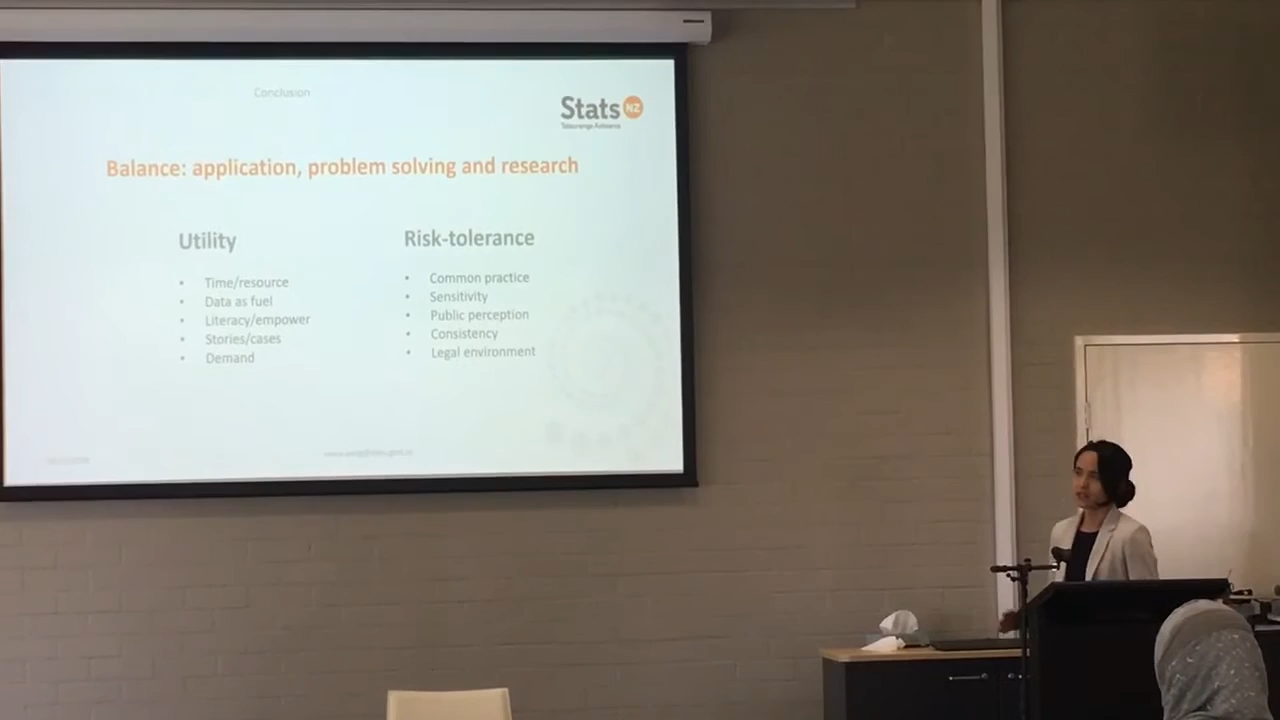 Conclusion
Stats NZ
Tatauranga Aotearoa
Balance: application, problem solving and research
Utility
• Time/resource
• Data as fuel
• Literacy/empower
• Stories/cases
• Demand
Risk-tolerance
• Common practice
• Sensitivity
• Public perception
• Consistency
• Legal environment